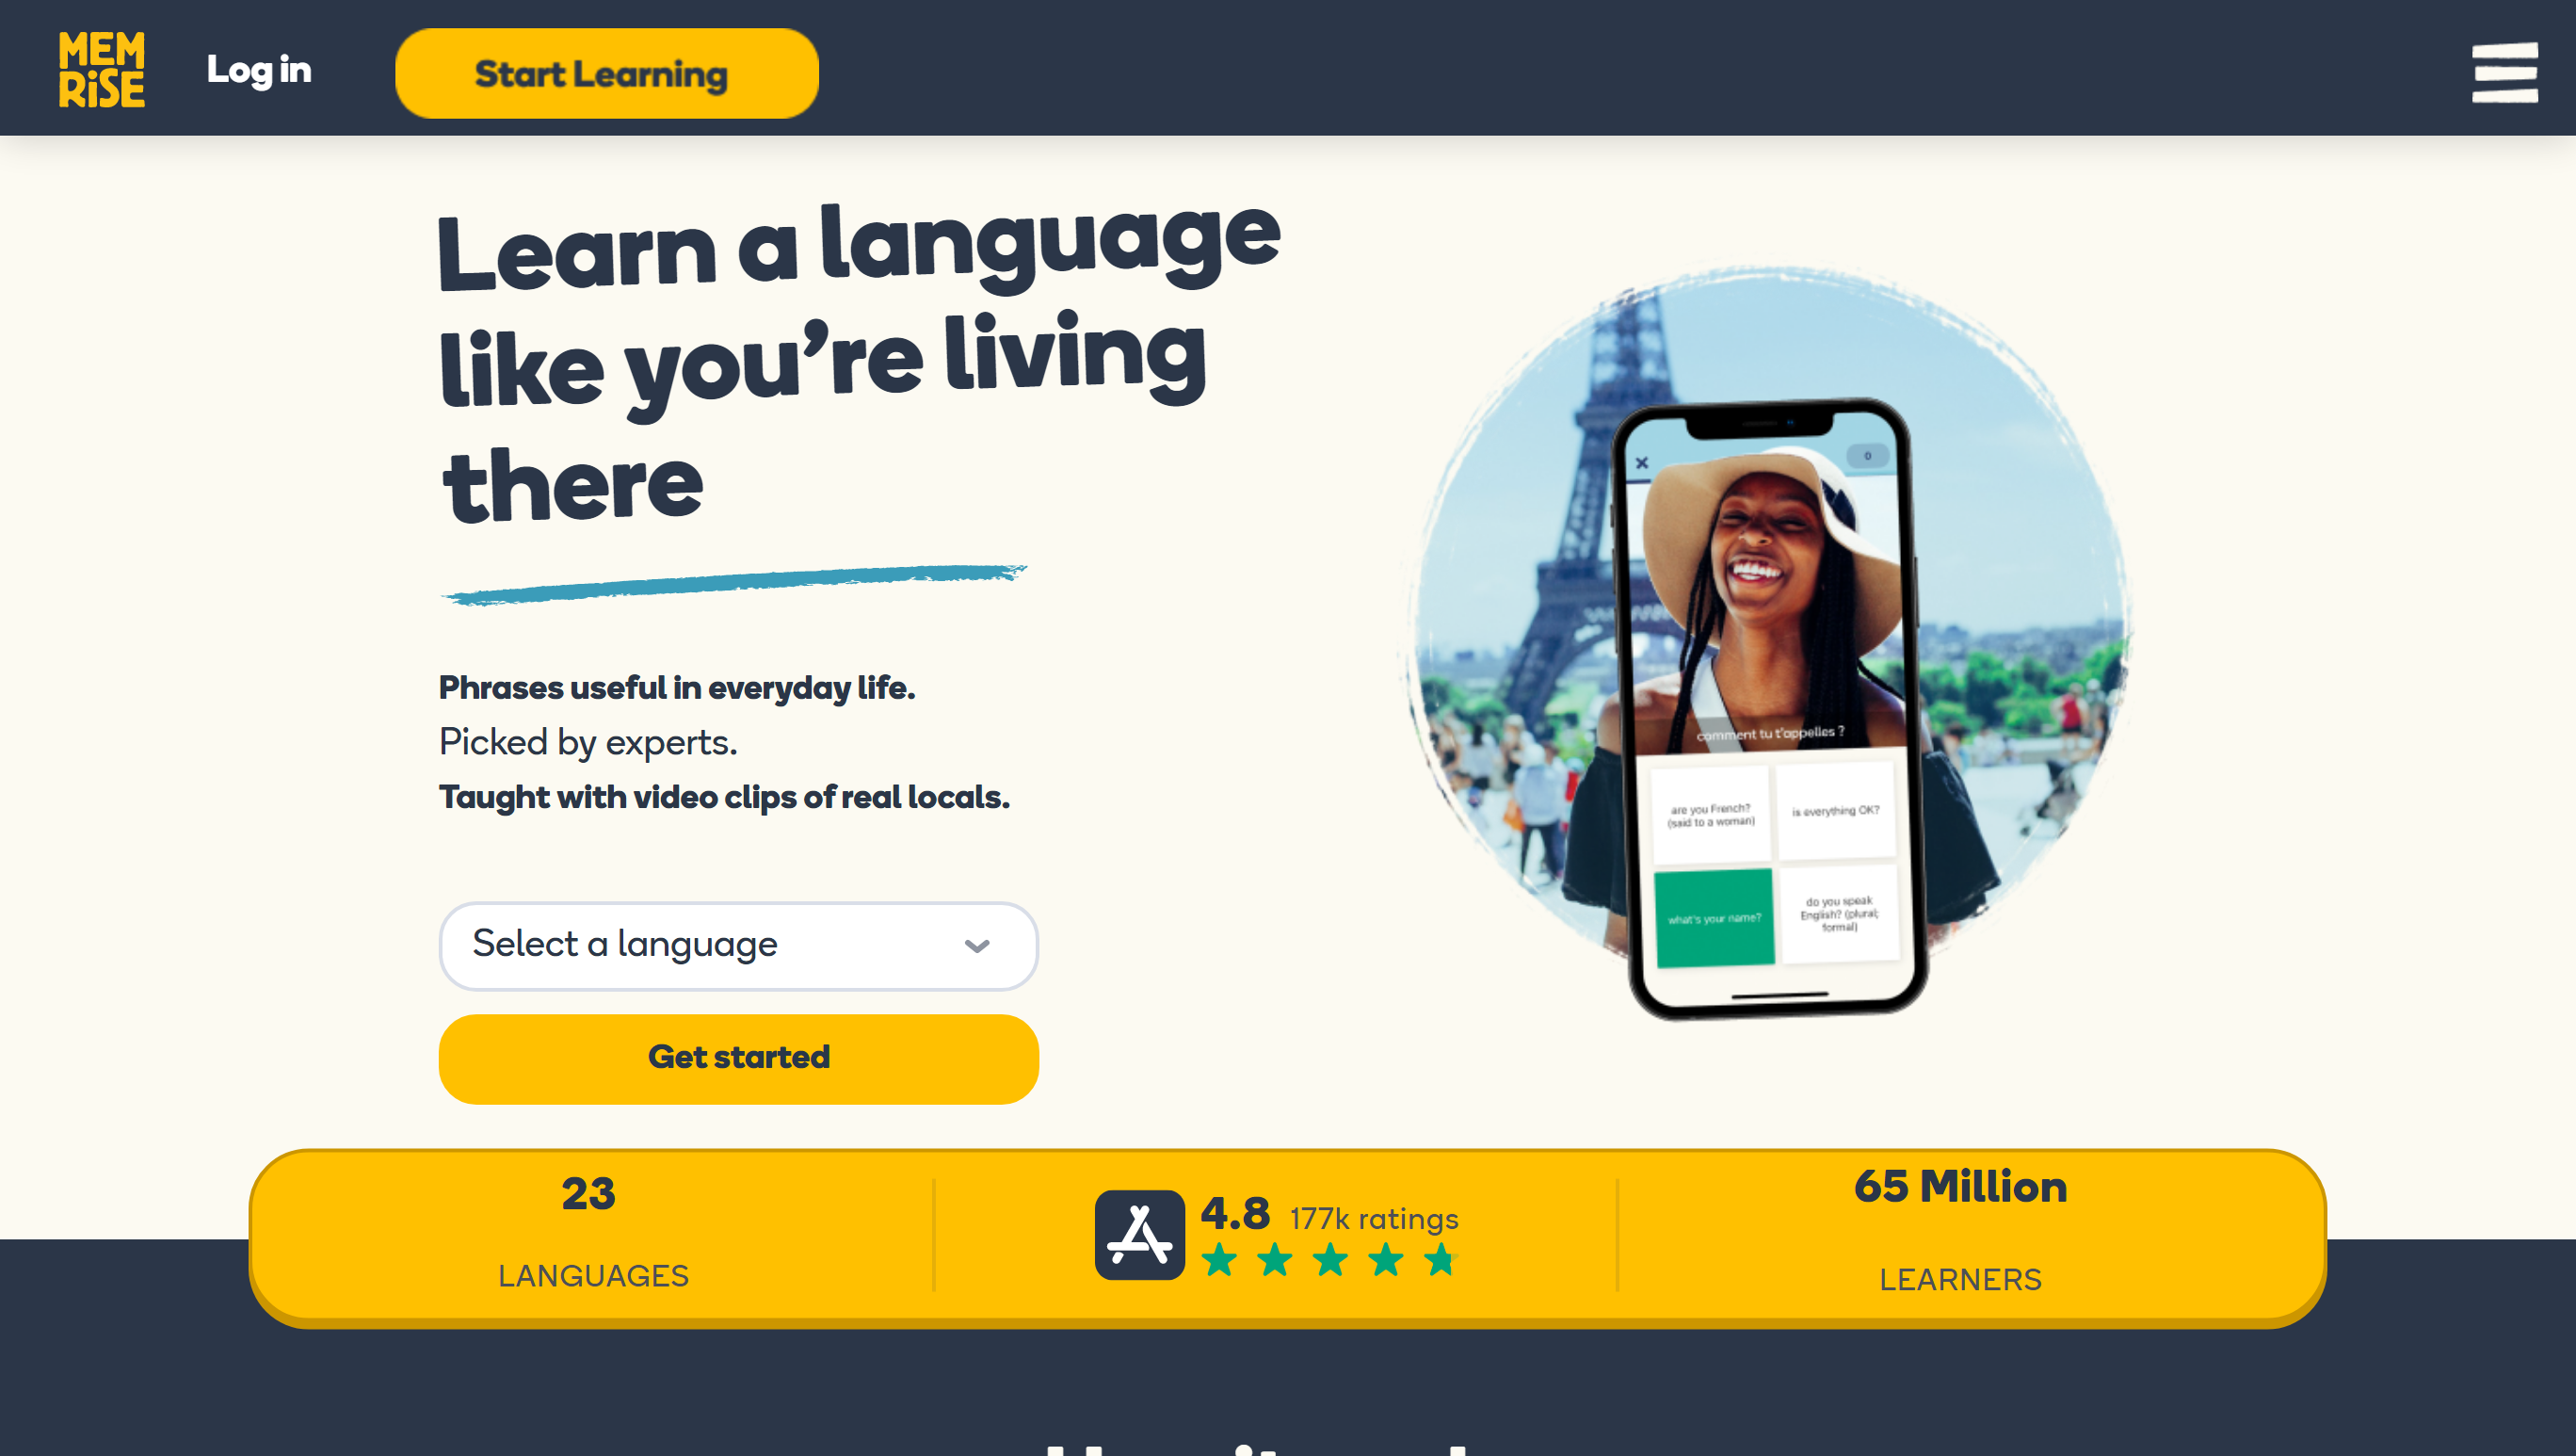 MEM
RiSE
Log in
Start Learning
Learn a language
like you’re living
there
Phrases useful in everyday life.
Picked by experts.
Taught with video clips of real locals.
Select a language
Get started
0
comment tu t'appelles ?
are you French?
(said to a woman)
is everything OK?
what's your name?
do you speak
English? (plural;
formal)
23
LANGUAGES
4.8 177k ratings
65 Million
LEARNERS